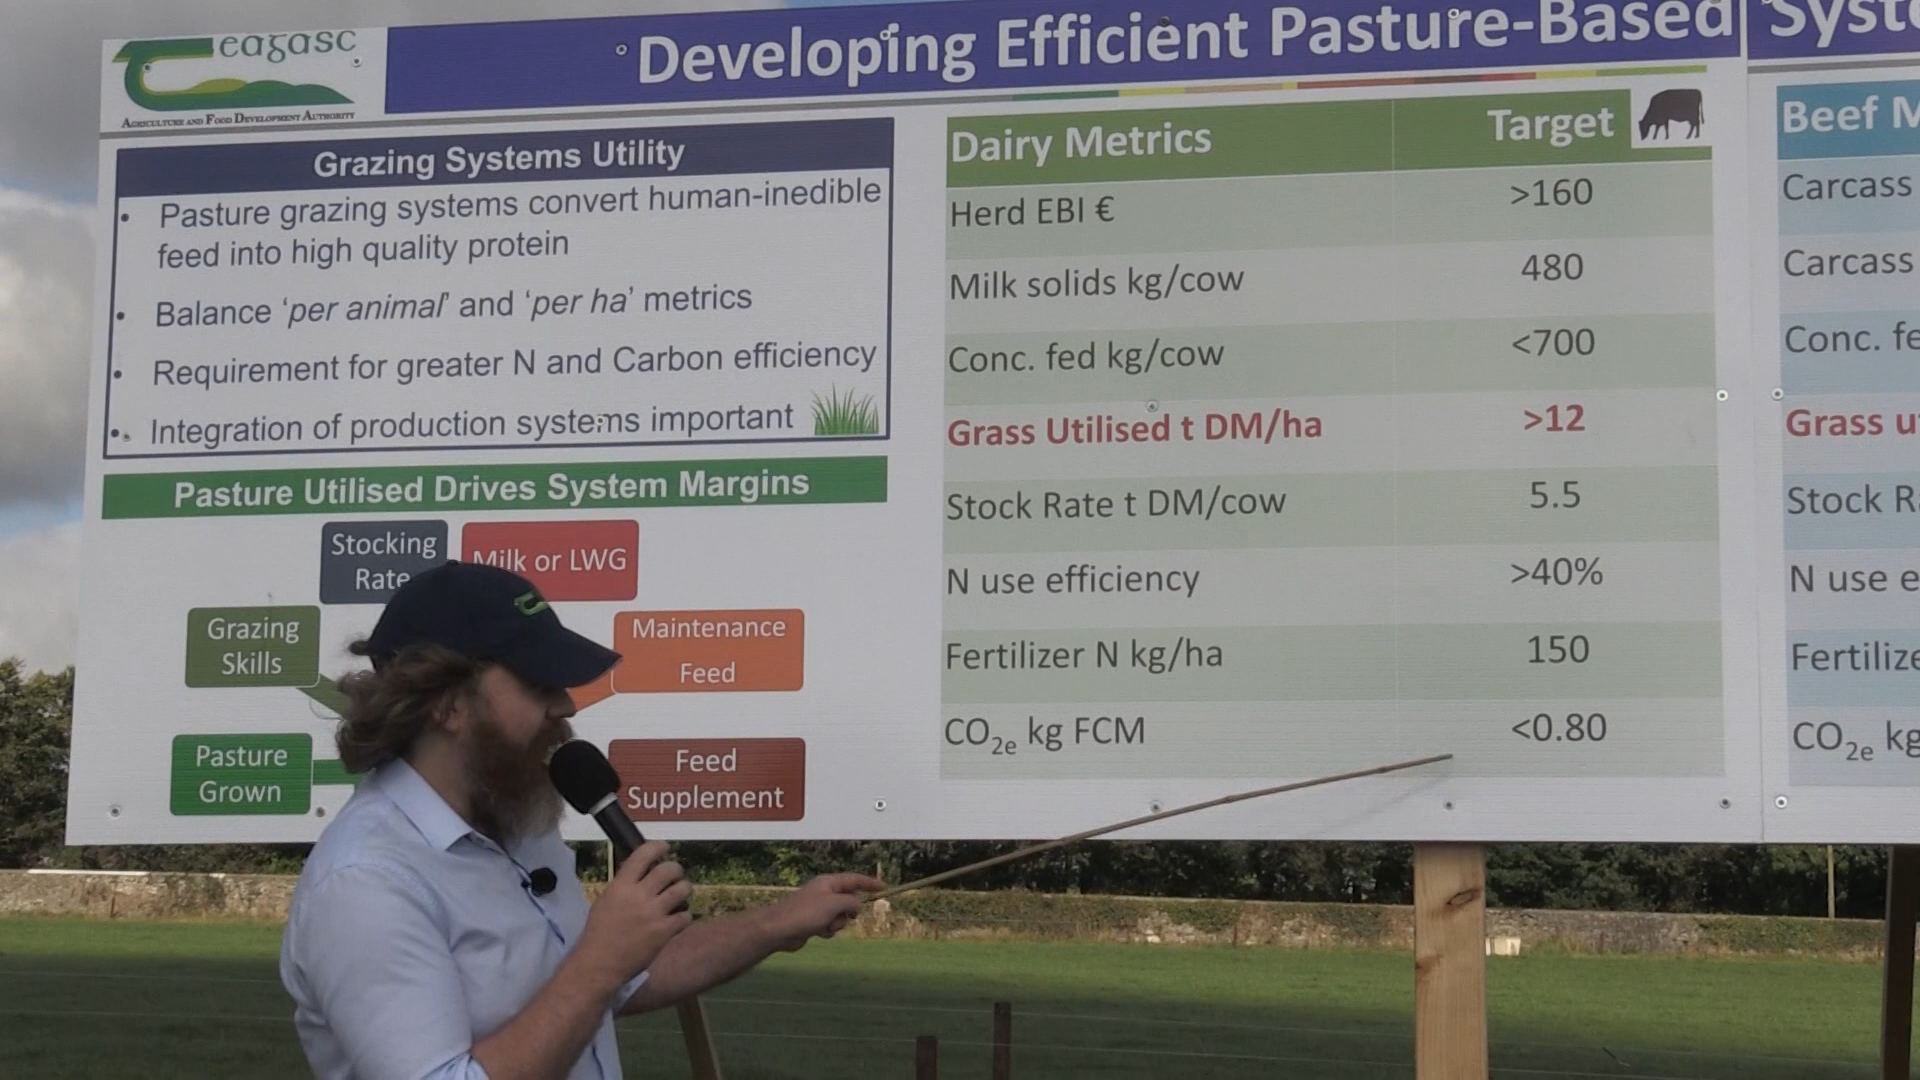 eagasc
AGRICULTURE AND FOOD DEVELOPMENT AUTHORITY
Developing Efficient Pasture-Based Syst
Grazing Systems Utility
• Pasture grazing systems convert human-inedible
feed into high quality protein
• Balance ‘per animal’ and ‘per ha’ metrics
• Requirement for greater N and Carbon efficiency
• Integration of production systems important
Pasture Utilised Drives System Margins
Stocking
Rate
Milk or LWG
Grazing
Skills
Maintenance
Feed
Pasture
Grown
Feed
Supplement
Dairy Metrics Target
Herd EBI € >160
Milk solids kg/cow 480
Conc. fed kg/cow <700
Grass Utilised t DM/ha >12
Stock Rate t DM/cow 5.5
N use efficiency >40%
Fertilizer N kg/ha 150
CO2e kg FCM <0.80
Beef M
Carcass
Carcass
Conc. fe
Grass u
Stock R
N use e
Fertilize
CO2e kg